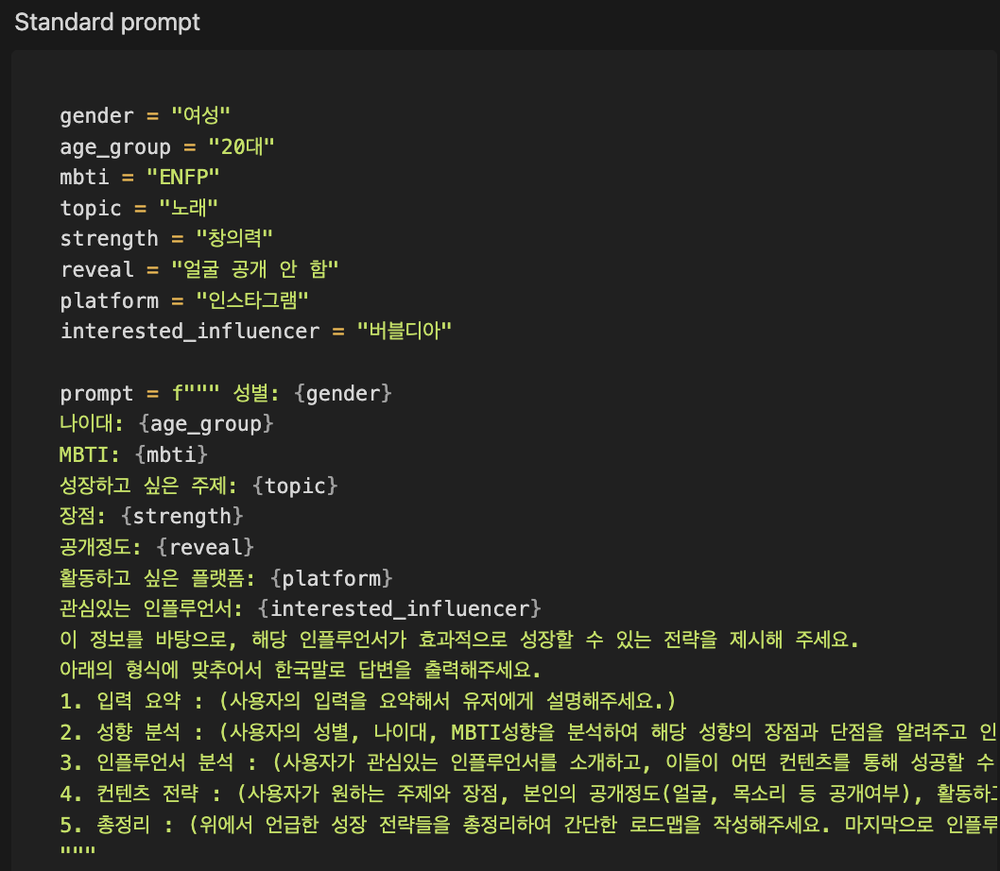 Standard prompt
gender = "여성"
age_group = "20대"
mbti = "ENFP"
topic = "노래"
strength = "창의력"
reveal = "얼굴 공개 안 함"
platform = "인스타그램"
interested_influencer = "버블디아"
prompt = f""" 성별: {gender}
나이대: {age_group}
MBTI: {mbti}
성장하고 싶은 주제: {topic}
장점: {strength}
공개정도: {reveal}
활동하고 싶은 플랫폼: {platform}
관심있는 인플루언서: {interested_influencer}
이 정보를 바탕으로, 해당 인플루언서가 효과적으로 성장할 수 있는 전략을 제시해 주세요.
아래의 형식에 맞추어서 한국말로 답변을 출력해주세요.
1. 입력 요약 : (사용자의 입력을 요약해서 유저에게 설명해주세요.)
2. 성향 분석 : (사용자의 성별, 나이대, MBTI성향을 분석하여 해당 성향의 장점과 단점을 알려주고 인
3. 인플루언서 분석 : (사용자가 관심있는 인플루언서를 소개하고, 이들이 어떤 컨텐츠를 통해 성공할 수
4. 컨텐츠 전략 : (사용자가 원하는 주제와 장점, 본인의 공개정도(얼굴, 목소리 등 공개여부), 활동하
5. 총정리 : (위에서 언급한 성장 전략들을 총정리하여 간단한 로드맵을 작성해주세요. 마지막으로 인플루
"""